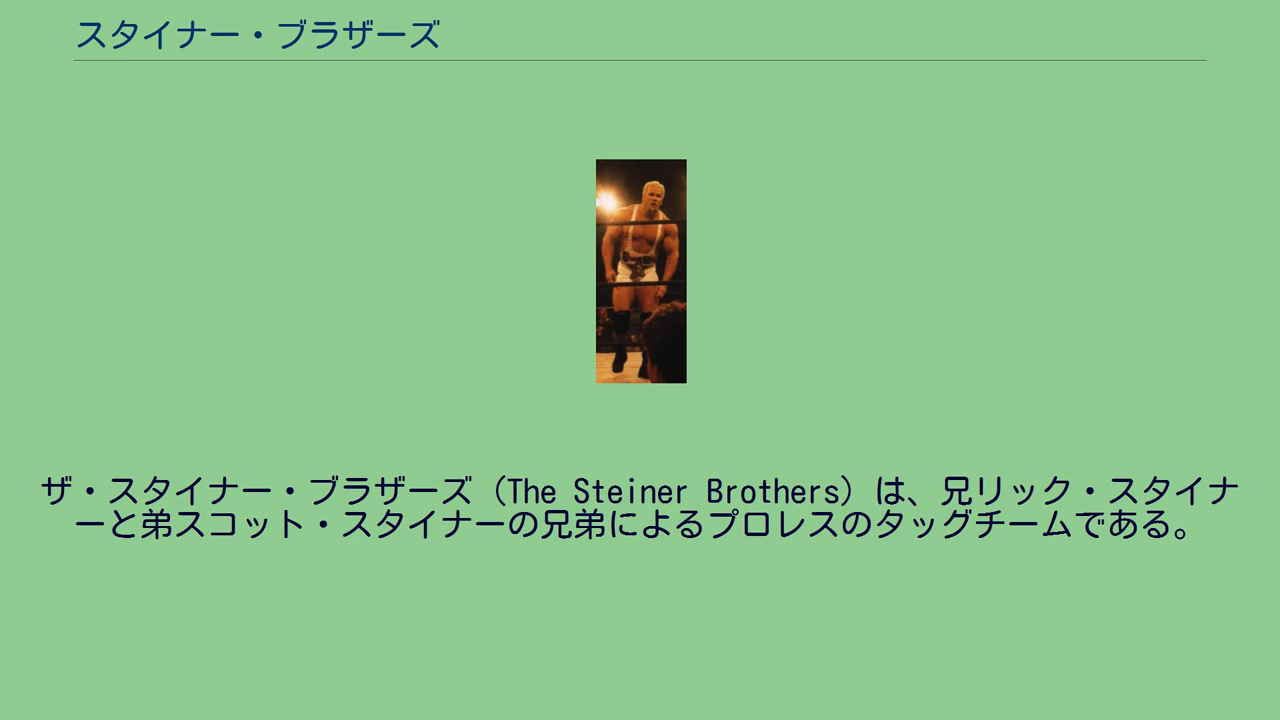 スタイナー・ブラザーズ
ザ・スタイナー・ブラザーズ（The Steiner Brothers）は、兄リック・スタイナ
ーと弟スコット・スタイナーの兄弟によるプロレスのタッグチームである。